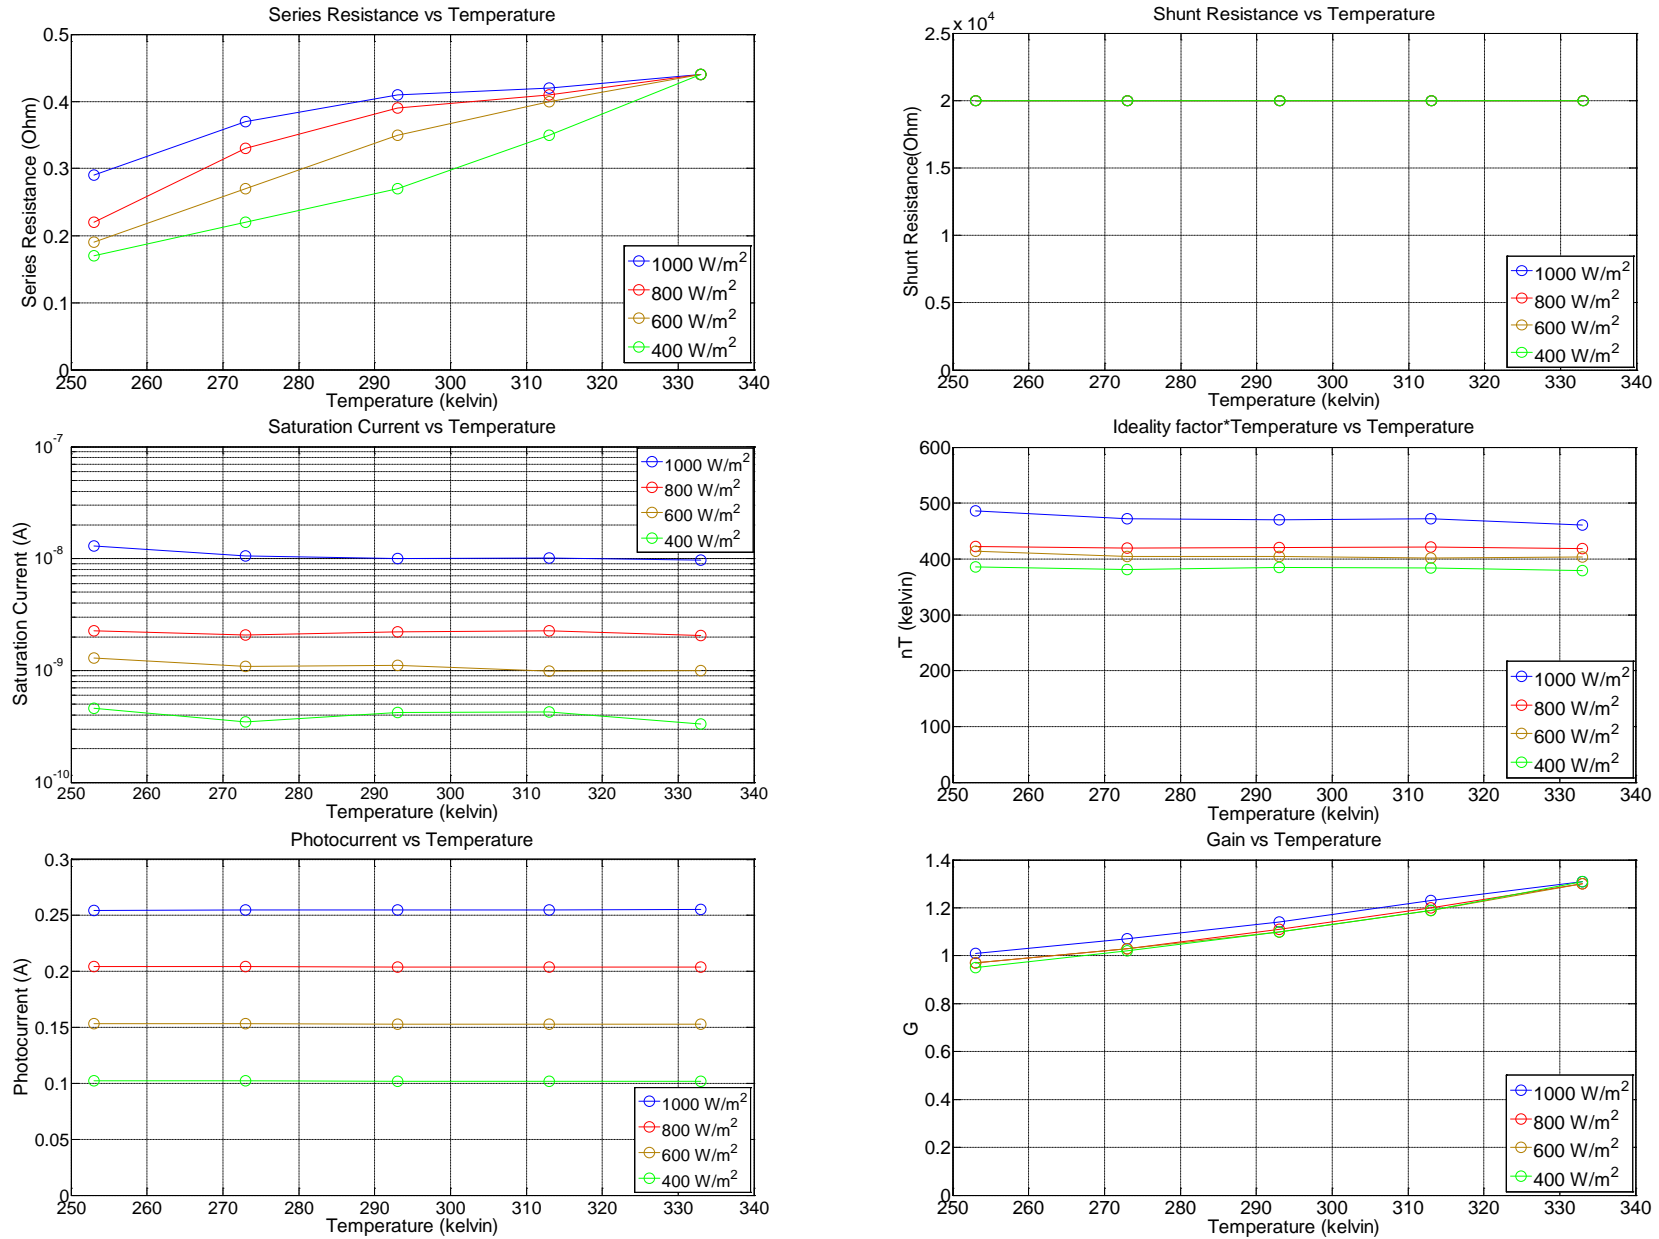 Series Resistance vs Temperature
Series Resistance (Ohm)
0.5
0.4
0.3
0.2
0.1
0
250 260 270 280 290 300 310 320 330 340
Temperature (kelvin)
1000 W/m²
800 W/m²
600 W/m²
400 W/m²
Shunt Resistance vs Temperature
x 10⁴
Shunt Resistance(Ohm)
2.5
2
1.5
1
0.5
0
250 260 270 280 290 300 310 320 330 340
Temperature (kelvin)
1000 W/m²
800 W/m²
600 W/m²
400 W/m²
Saturation Current vs Temperature
Saturation Current (A)
10⁻⁷
10⁻⁸
10⁻⁹
10⁻¹⁰
250 260 270 280 290 300 310 320 330 340
Temperature (kelvin)
1000 W/m²
800 W/m²
600 W/m²
400 W/m²
Ideality factor*Temperature vs Temperature
nT (kelvin)
600
500
400
300
200
100
0
250 260 270 280 290 300 310 320 330 340
Temperature (kelvin)
1000 W/m²
800 W/m²
600 W/m²
400 W/m²
Photocurrent vs Temperature
Photocurrent (A)
0.3
0.25
0.2
0.15
0.1
0.05
0
250 260 270 280 290 300 310 320 330 340
Temperature (kelvin)
1000 W/m²
800 W/m²
600 W/m²
400 W/m²
Gain vs Temperature
G
1.4
1.2
1
0.8
0.6
0.4
0.2
0
250 260 270 280 290 300 310 320 330 340
Temperature (kelvin)
1000 W/m²
800 W/m²
600 W/m²
400 W/m²